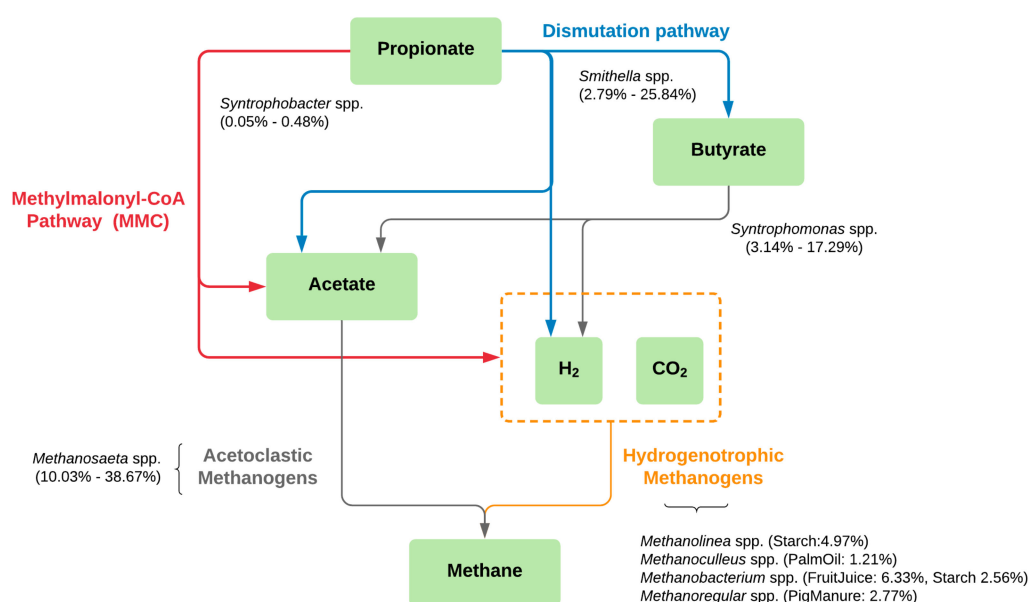 Propionate
Dismutation pathway
Syntrophobacter spp.
(0.05% - 0.48%)
Smithella spp.
(2.79% - 25.84%)
Butyrate
Methylmalonyl-CoA
Pathway (MMC)
Syntrophomonas spp.
(3.14% - 17.29%)
Acetate
H₂
CO₂
Methanosaeta spp.
(10.03% - 38.67%)
Acetoclastic
Methanogens
Hydrogenotrophic
Methanogens
Methanolinea spp. (Starch:4.97%)
Methanoculleus spp. (PalmOil: 1.21%)
Methanobacterium spp. (FruitJuice: 6.33%, Starch 2.56%)
Methanoregular spp. (PigManure: 2.77%)
Methane